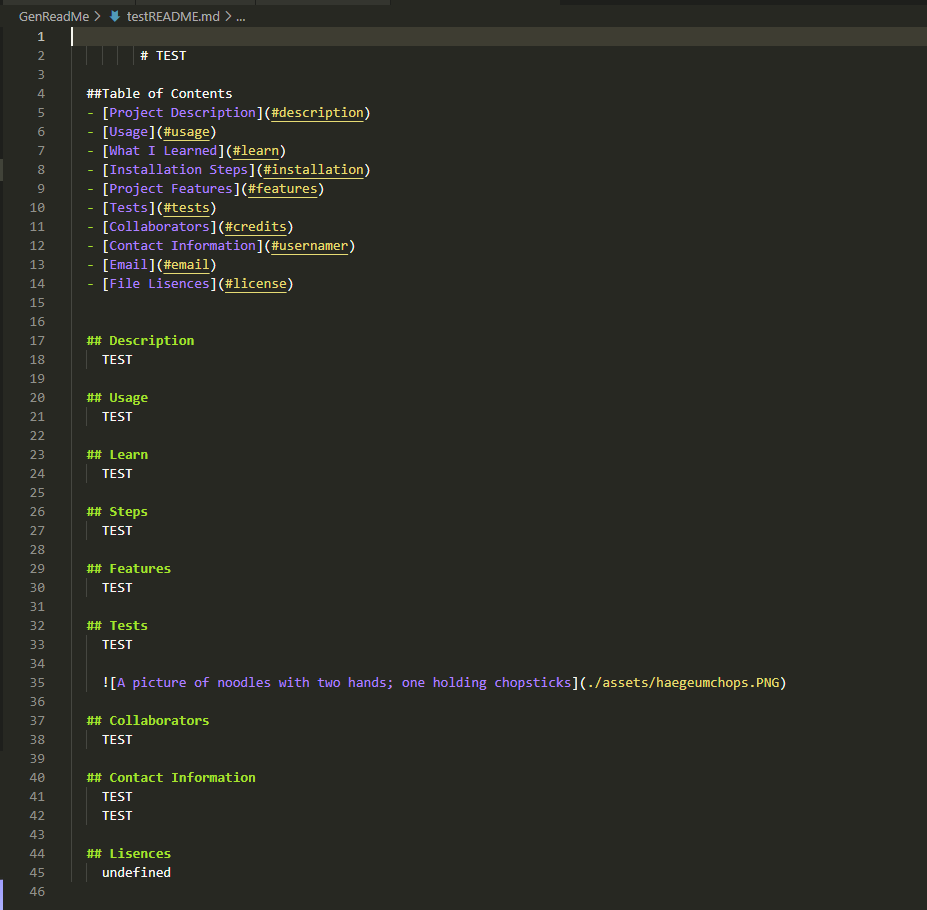 GenReadMe > testREADME.md > ...
1
2 # TEST
3
4 ##Table of Contents
5 - [Project Description](#description)
6 - [Usage](#usage)
7 - [What I Learned](#learn)
8 - [Installation Steps](#installation)
9 - [Project Features](#features)
10 - [Tests](#tests)
11 - [Collaborators](#credits)
12 - [Contact Information](#usernamer)
13 - [Email](#email)
14 - [File Lisences](#license)
15
16
17 ## Description
18 TEST
19
20 ## Usage
21 TEST
22
23 ## Learn
24 TEST
25
26 ## Steps
27 TEST
28
29 ## Features
30 TEST
31
32 ## Tests
33 TEST
34
35 ![A picture of noodles with two hands; one holding chopsticks](./assets/haegeumchops.PNG)
36
37 ## Collaborators
38 TEST
39
40 ## Contact Information
41 TEST
42 TEST
43
44 ## Lisences
45 undefined
46